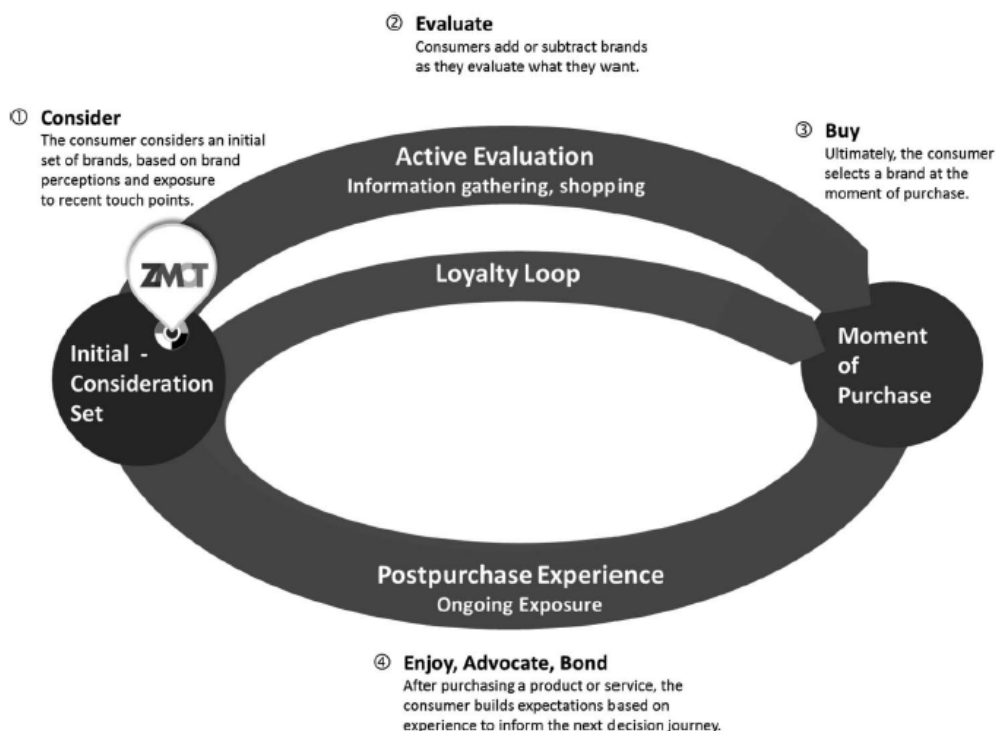 ② Evaluate
Consumers add or subtract brands
as they evaluate what they want.
① Consider
The consumer considers an initial
set of brands, based on brand
perceptions and exposure
to recent touch points.
③ Buy
Ultimately, the consumer
selects a brand at the
moment of purchase.
Active Evaluation
Information gathering, shopping
ZMOT
Loyalty Loop
Initial -
Consideration
Set
Moment
of
Purchase
Postpurchase Experience
Ongoing Exposure
④ Enjoy, Advocate, Bond
After purchasing a product or service, the
consumer builds expectations based on
experience to inform the next decision journey.